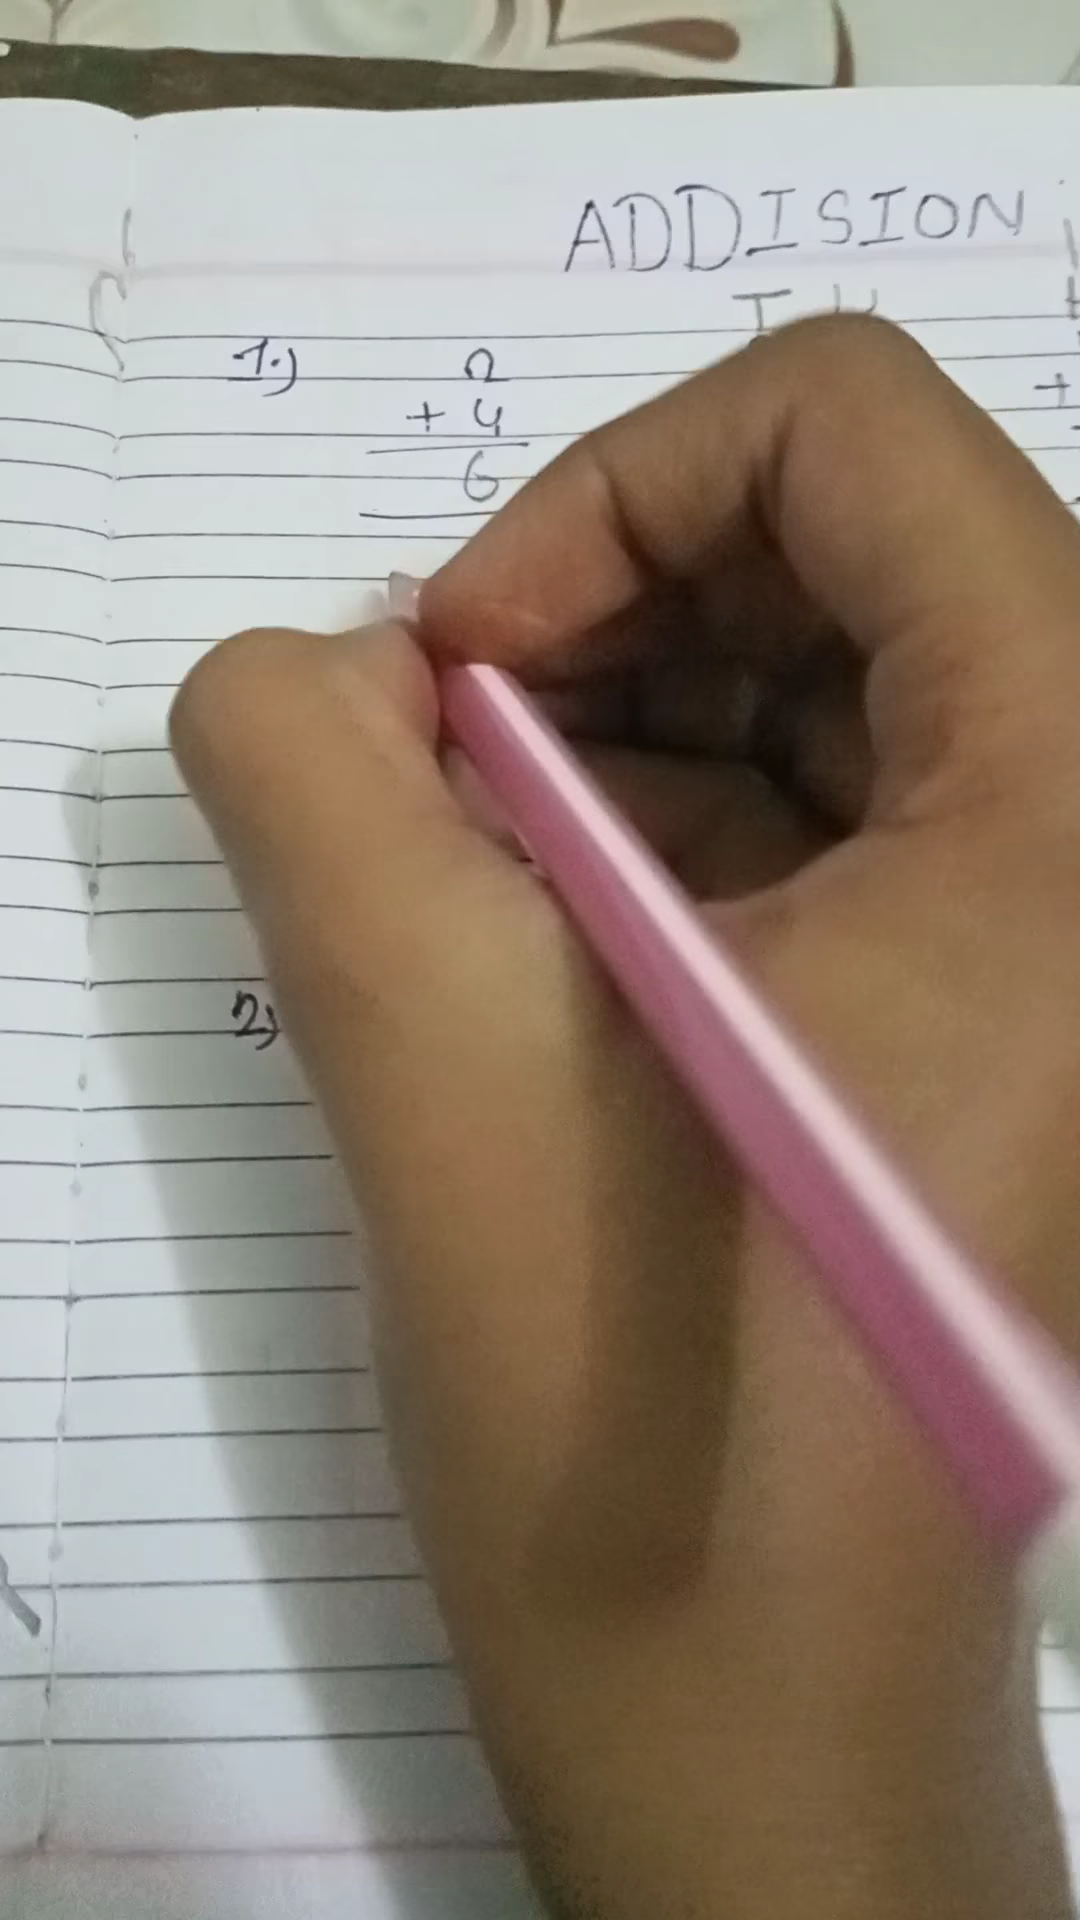 ADDISION
1.) 2
+ 4 +
6
2)